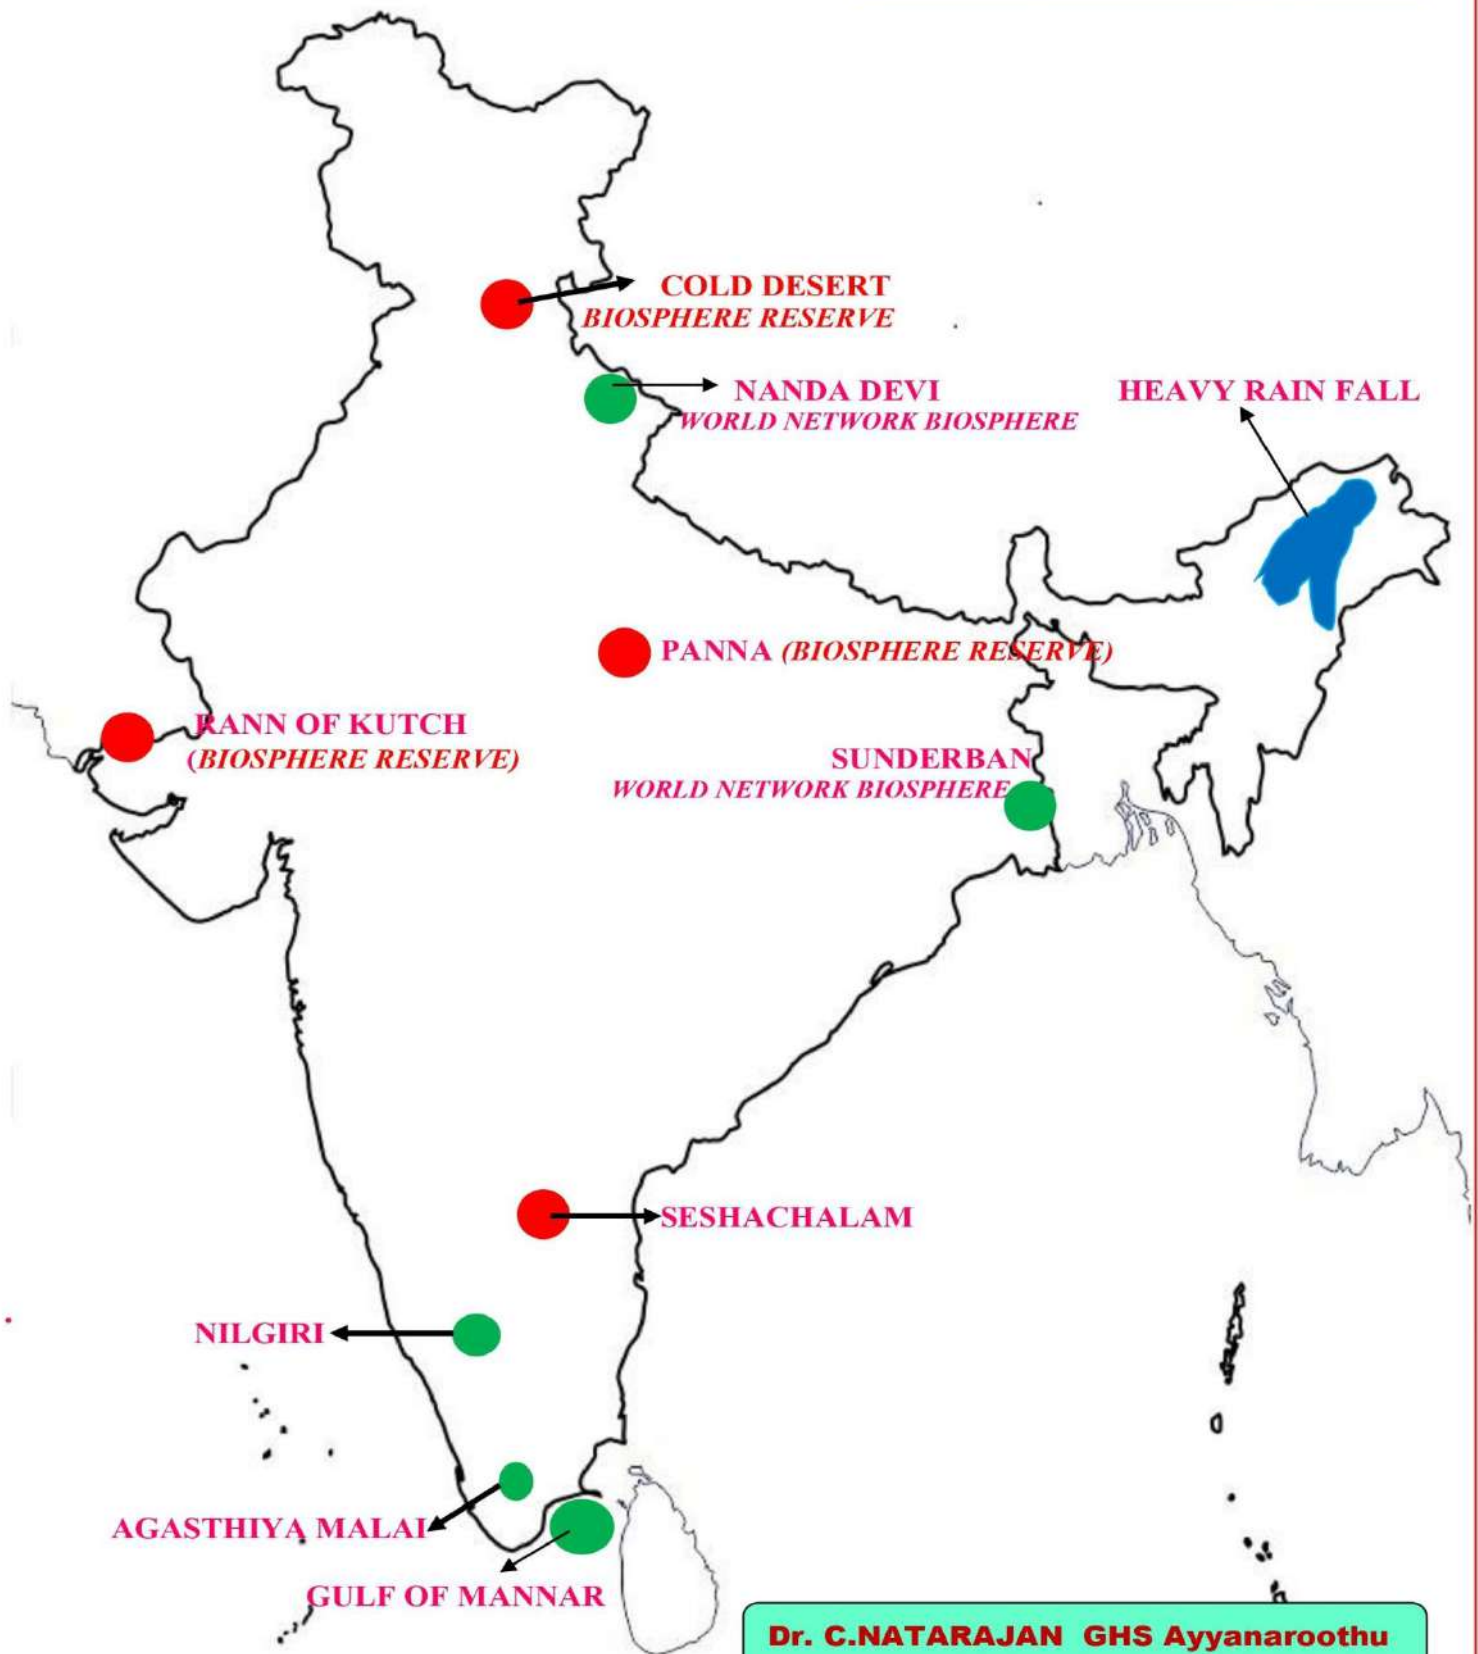 COLD DESERT
BIOSPHERE RESERVE
NANDA DEVI
WORLD NETWORK BIOSPHERE
HEAVY RAIN FALL
PANNA (BIOSPHERE RESERVE)
RANN OF KUTCH
(BIOSPHERE RESERVE)
SUNDERBAN
WORLD NETWORK BIOSPHERE
SESHACHALAM
NILGIRI
AGASTHIYA MALAI
GULF OF MANNAR
Dr. C.NATARAJAN GHS Ayyanaroothu